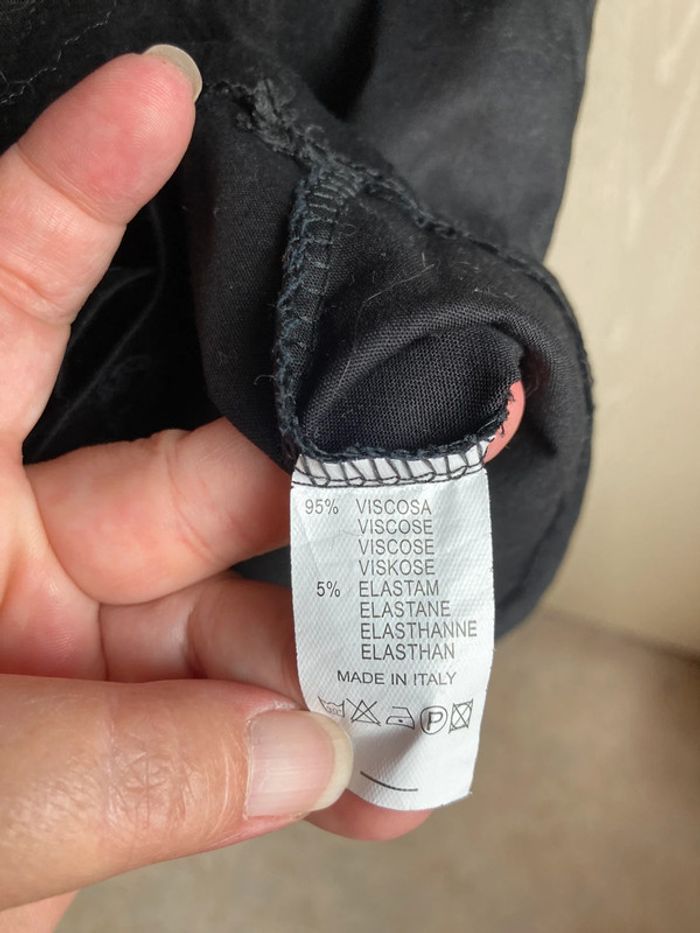 95% VISCOSA
VISCOSE
VISCOSE
VISKOSE
5% ELASTAM
ELASTANE
ELASTHANNE
ELASTHAN
MADE IN ITALY
P